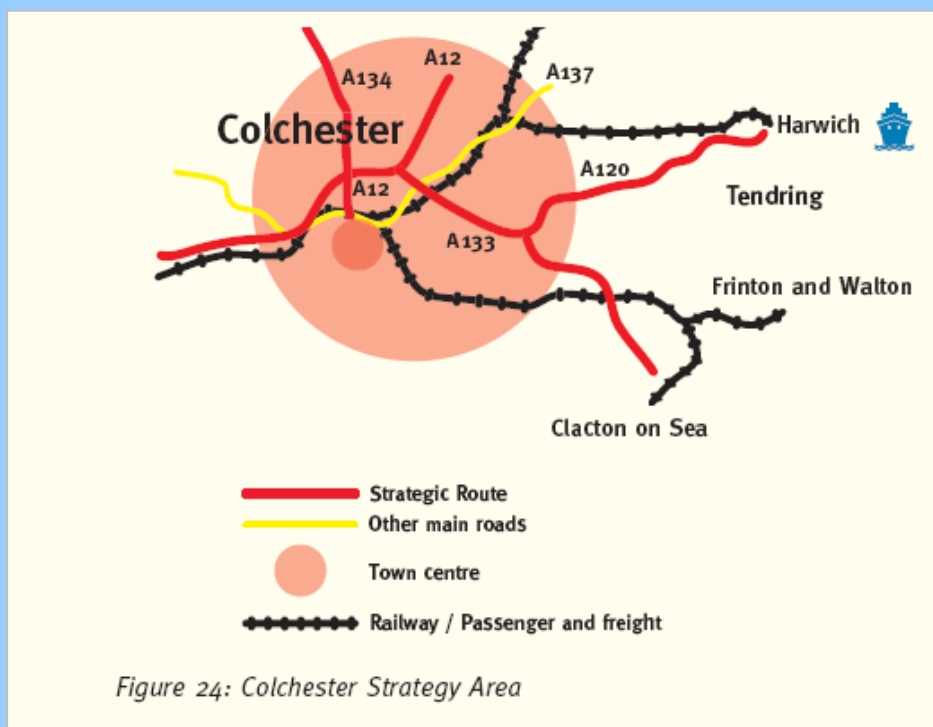 A134
A12
A137
Colchester
Harwich
A120
A12
Tendring
A133
Frinton and Walton
Clacton on Sea
Strategic Route
Other main roads
Town centre
Railway / Passenger and freight
Figure 24: Colchester Strategy Area